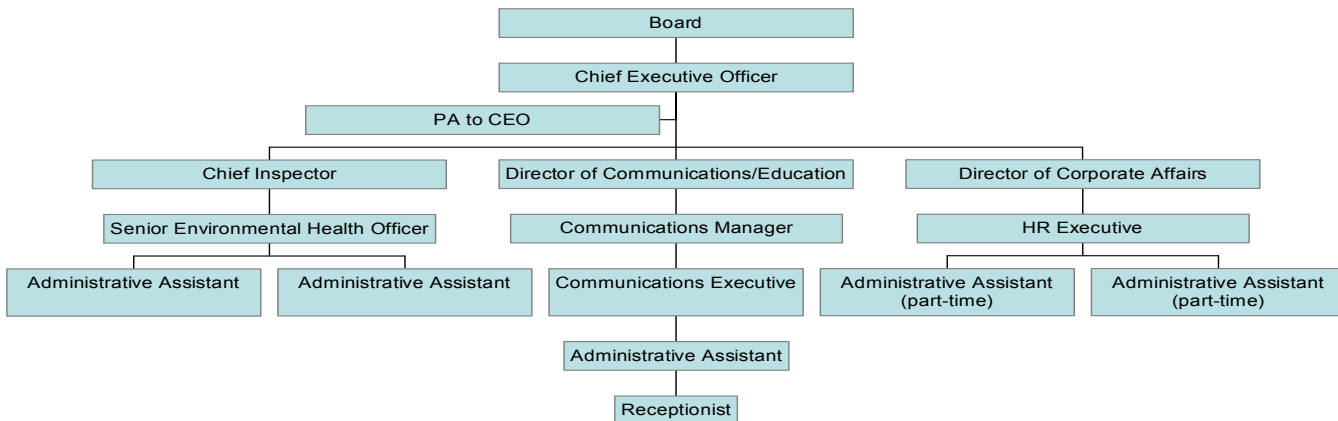 Board
Chief Executive Officer
PA to CEO
Chief Inspector
Director of Communications/Education
Director of Corporate Affairs
Senior Environmental Health Officer
Communications Manager
HR Executive
Administrative Assistant
Administrative Assistant
Communications Executive
Administrative Assistant
(part-time)
Administrative Assistant
(part-time)
Administrative Assistant
Receptionist